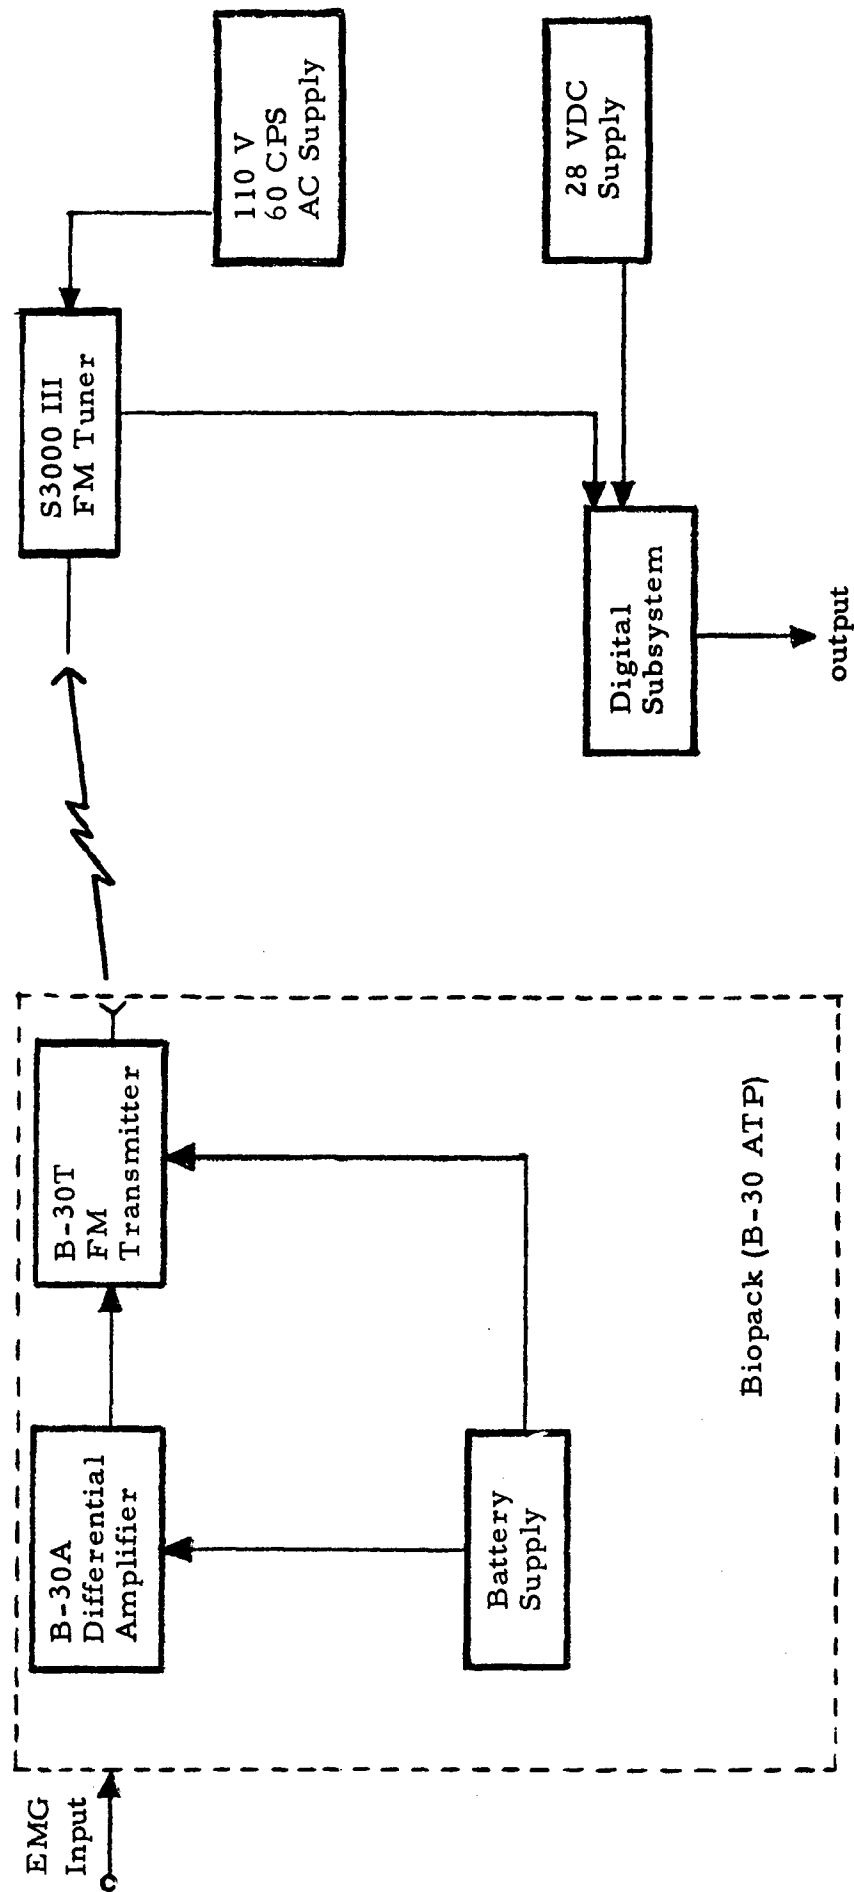 EMG
Input
B-30A
Differential
Amplifier
B-30T
FM
Transmitter
Battery
Supply
Biopack (B-30 ATP)
S3000 III
FM Tuner
110 V
60 CPS
AC Supply
Digital
Subsystem
28 VDC
Supply
output